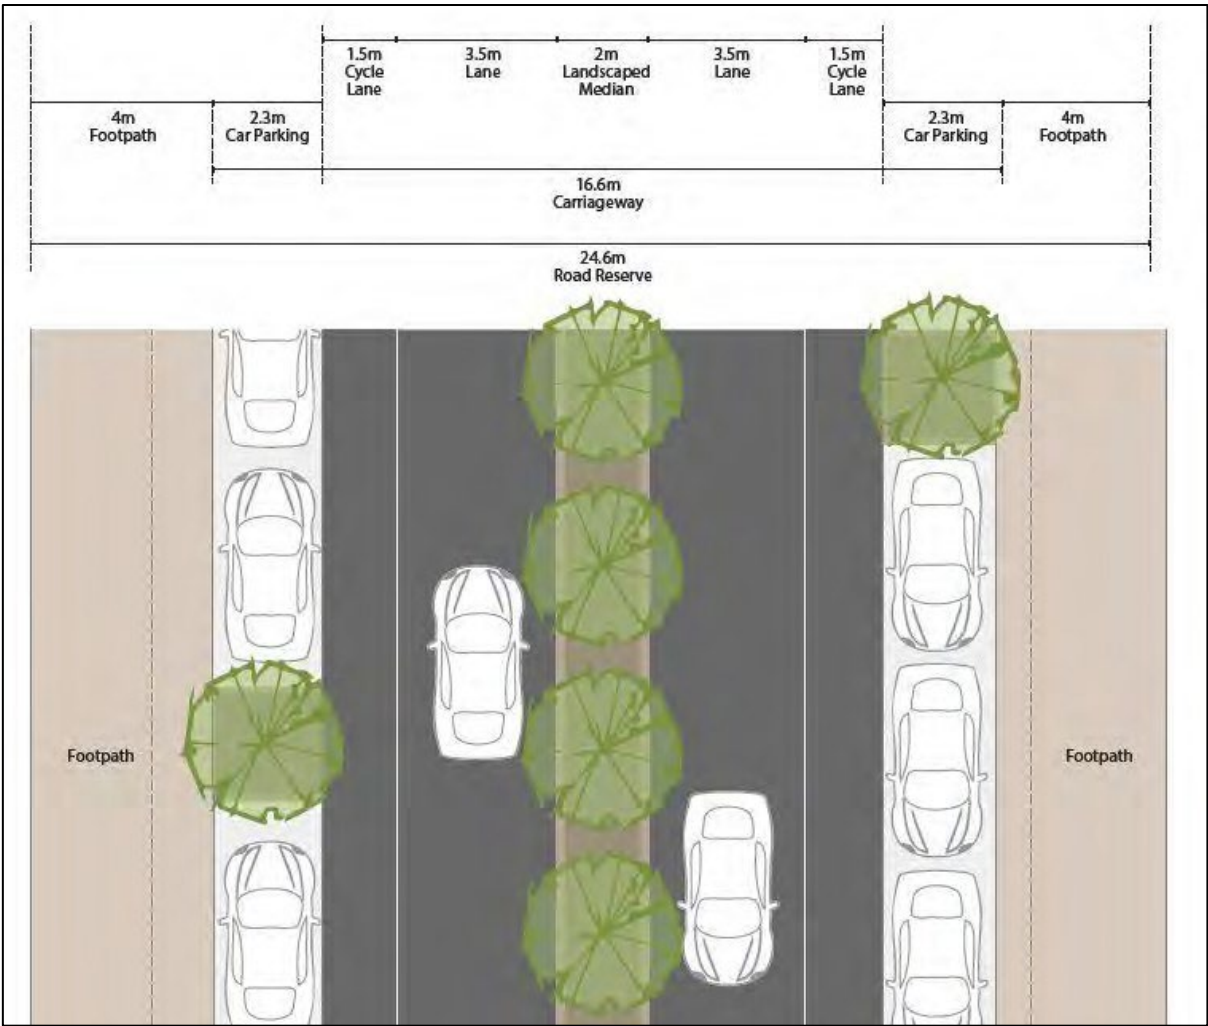 1.5m
Cycle
Lane
3.5m
Lane
2m
Landscaped
Median
3.5m
Lane
1.5m
Cycle
Lane
4m
Footpath
2.3m
Car Parking
2.3m
Car Parking
4m
Footpath
16.6m
Carriageway
24.6m
Road Reserve
Footpath
Footpath